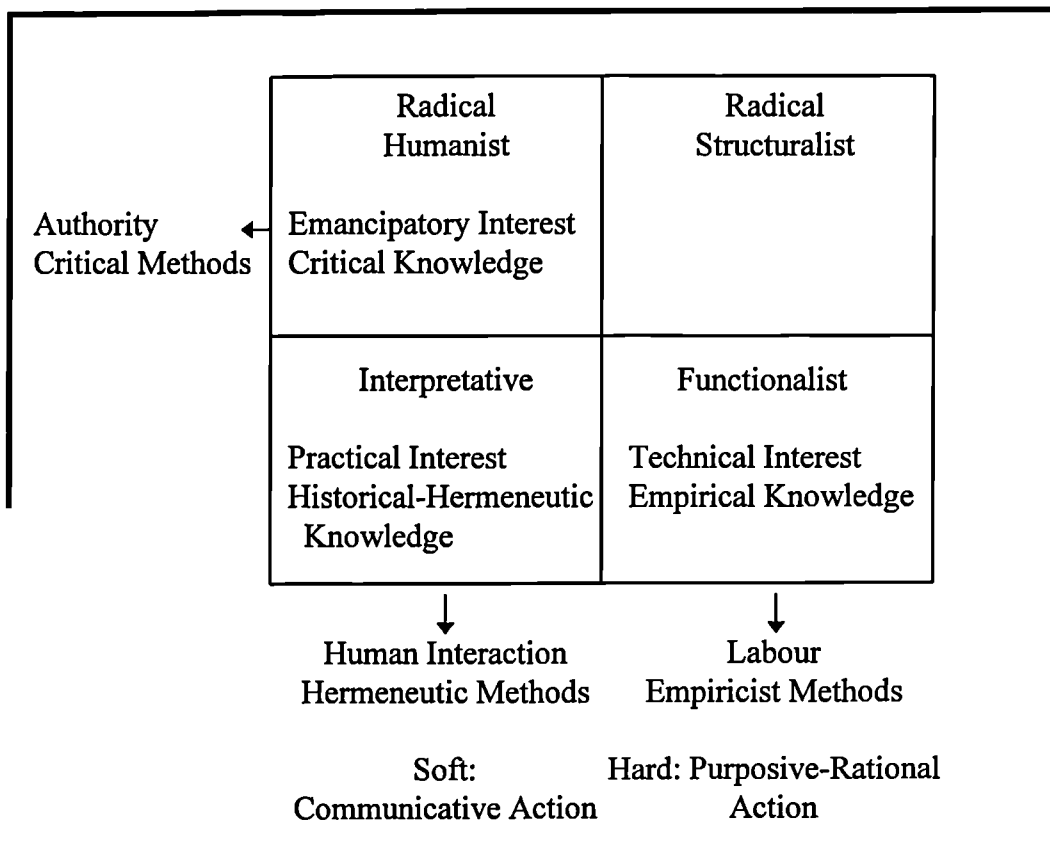 Radical
Humanist
Radical
Structuralist
Authority
Critical Methods
Emancipatory Interest
Critical Knowledge
Interpretative
Practical Interest
Historical-Hermeneutic
Knowledge
Functionalist
Technical Interest
Empirical Knowledge
Human Interaction
Hermeneutic Methods
Labour
Empiricist Methods
Soft:
Communicative Action
Hard: Purposive-Rational
Action